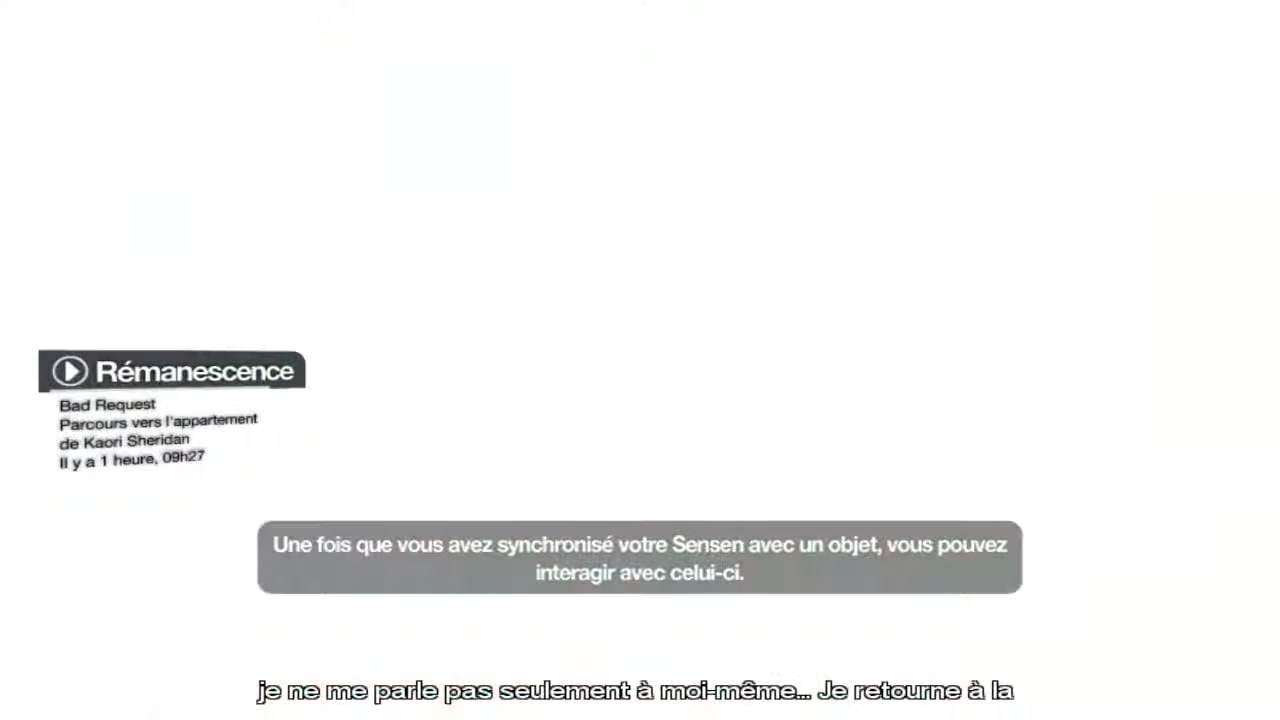 Rémanescence
Bad Request
Parcours vers l'appartement
de Kaori Sheridan
Il y a 1 heure, 09h27
Une fois que vous avez synchronisé votre Sensen avec un objet, vous pouvez
interagir avec celui-ci.
je ne me parle pas seulement à moi-même... Je retourne à la